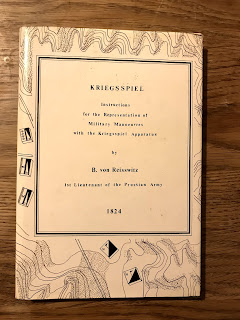 KRIEGSSPIEL
Instructions
for the Representation of
Military Manoeuvres
with the Kriegsspiel Apparatus
by
B. von Reisswitz
1st Lieutenant of the Prussian Army
1824